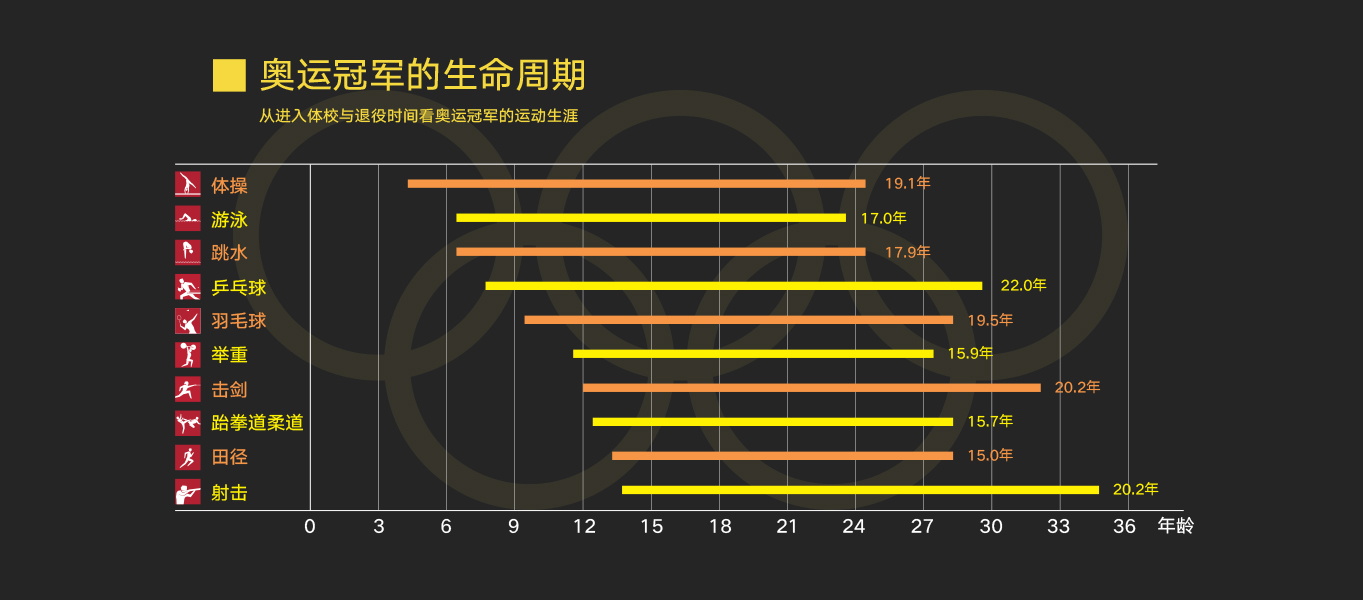 奥运冠军的生命周期
从进入体校与退役时间看奥运冠军的运动生涯
体操 19.1年
游泳 17.0年
跳水 17.9年
乒乓球 22.0年
羽毛球 19.5年
举重 15.9年
击剑 20.2年
跆拳道柔道 15.7年
田径 15.0年
射击 20.2年
0 3 6 9 12 15 18 21 24 27 30 33 36 年龄